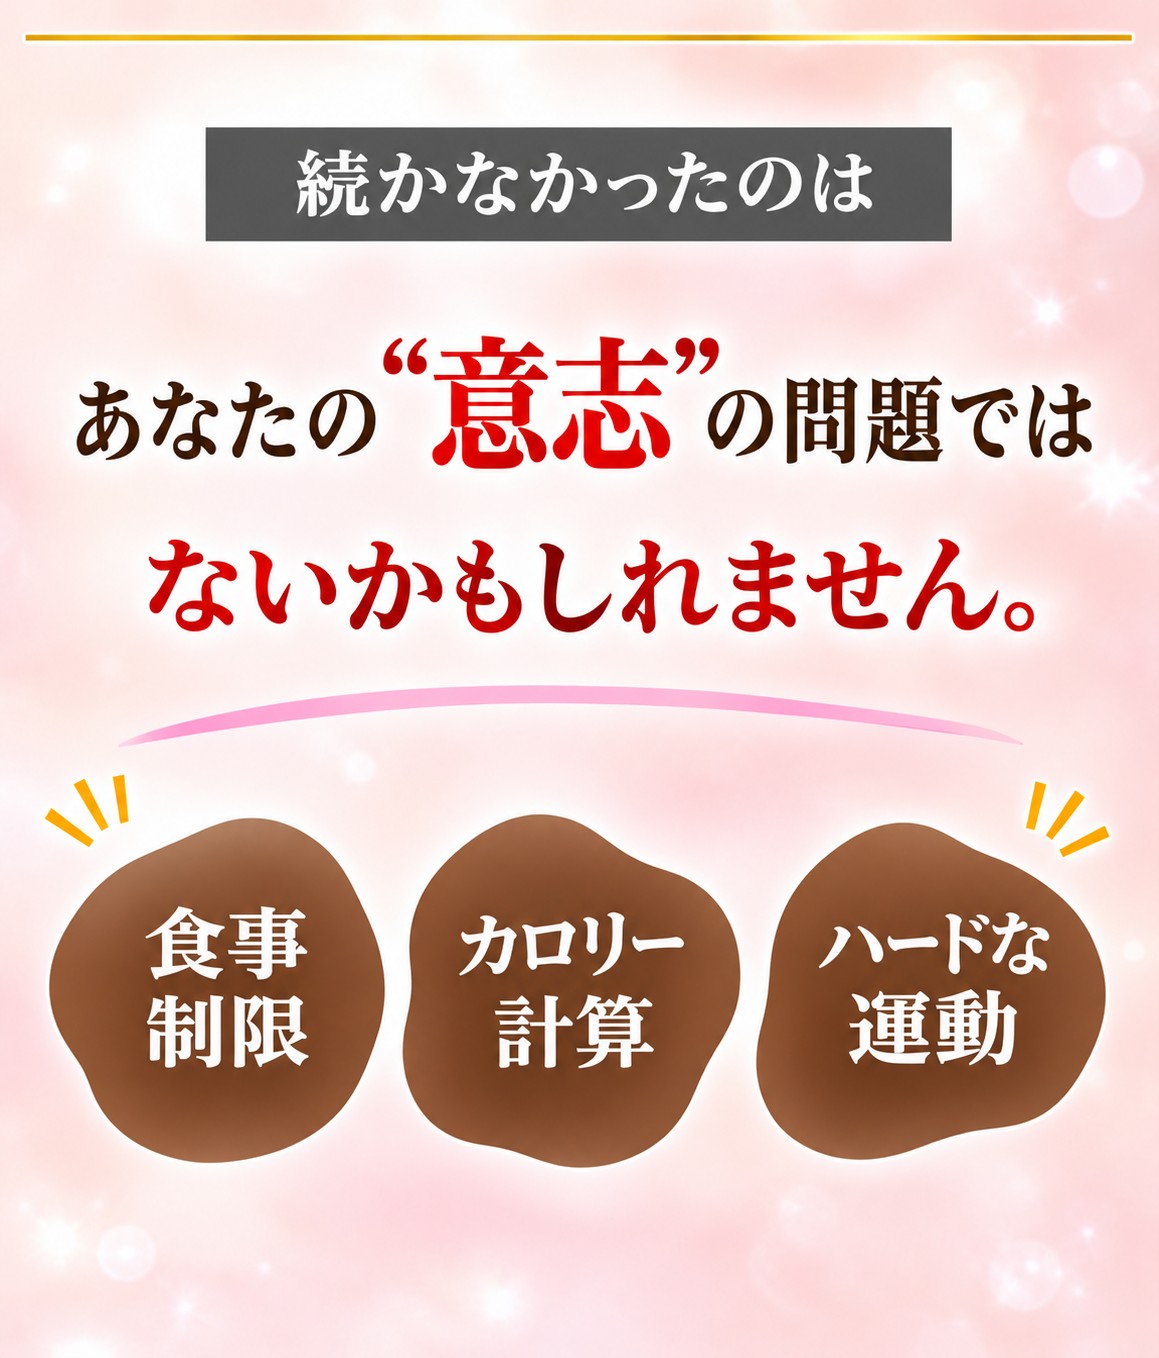 続かなかったのは
あなたの“意志”の問題では
ないかもしれません。
食事
制限
カロリー
計算
ハードな
運動